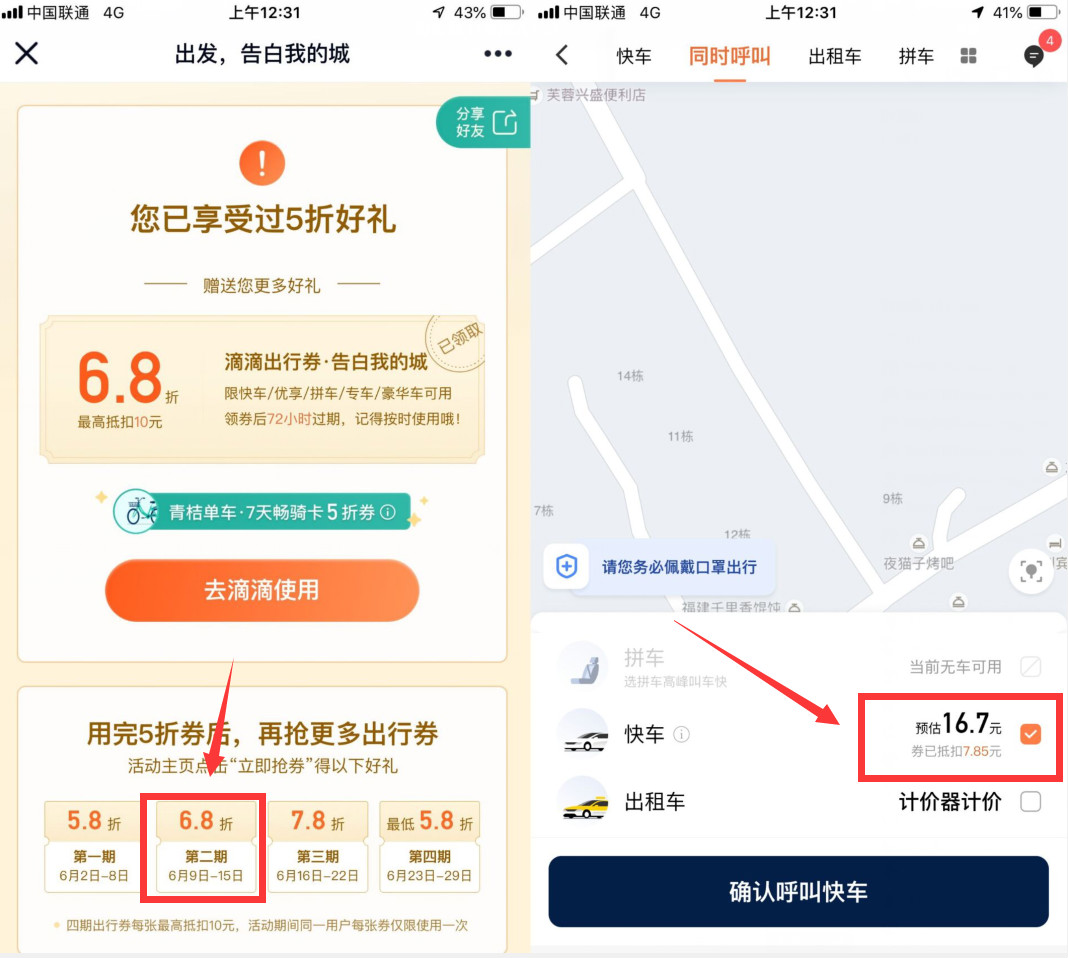 中国联通 4G
上午12:31
43%
出发，告白我的城
分享
好友
您已享受过5折好礼
赠送您更多好礼
已领取
6.8折
最高抵扣10元
滴滴出行券·告白我的城
限快车/优享/拼车/专车/豪华车可用
领券后72小时过期，记得按时使用哦！
青桔单车·7天畅骑卡5折券
去滴滴使用
用完5折券后，再抢更多出行券
活动主页点击“立即抢券”得以下好礼
5.8折
第一期
6月2日-8日
6.8折
第二期
6月9日-15日
7.8折
第三期
6月16日-22日
最低5.8折
第四期
6月23日-29日
四期出行券每张最高抵扣10元，活动期间同一用户每张券仅限使用一次
中国联通 4G
上午12:31
41%
快车
同时呼叫
出租车
拼车
4
芙蓉兴盛便利店
14栋
11栋
9栋
7栋
12栋
夜猫子烤吧
宾
请您务必佩戴口罩出行
福建千里香馄饨
拼车
选拼车高峰叫车快
当前无车可用
快车
预估16.7元
券已抵扣7.85元
出租车
计价器计价
确认呼叫快车